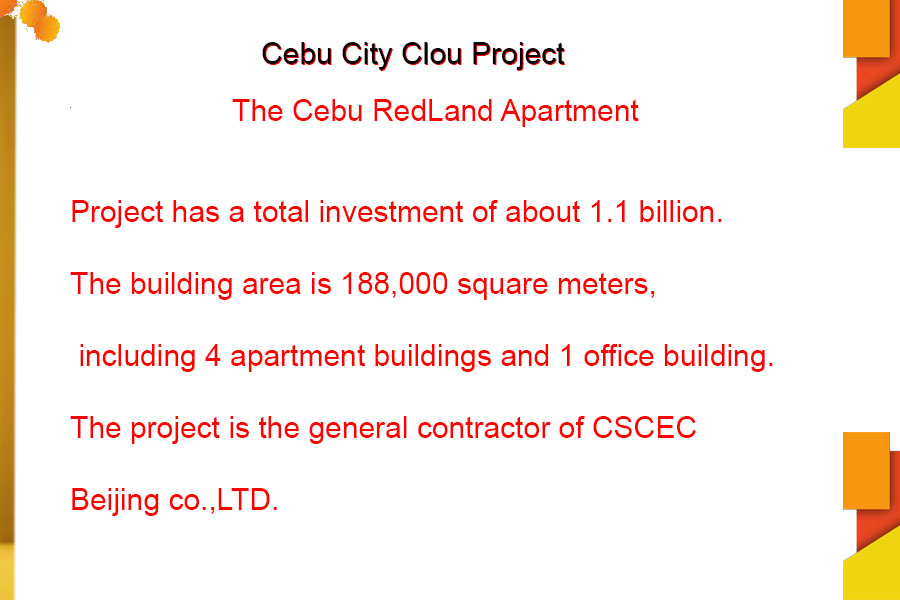 Cebu City Clou Project
The Cebu RedLand Apartment
Project has a total investment of about 1.1 billion.
The building area is 188,000 square meters,
including 4 apartment buildings and 1 office building.
The project is the general contractor of CSCEC
Beijing co.,LTD.